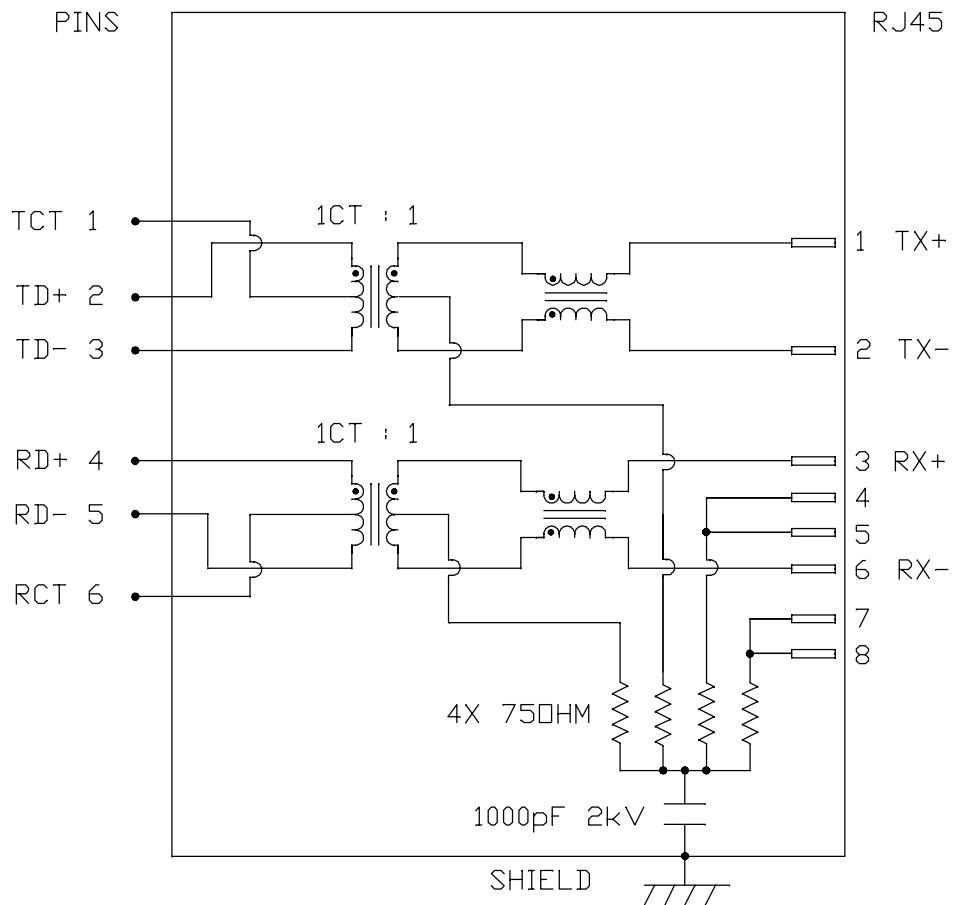 PINS
RJ45
TCT 1
1CT : 1
1 TX+
TD+ 2
TD- 3
2 TX-
1CT : 1
RD+ 4
3 RX+
4
RD- 5
5
6 RX-
RCT 6
7
8
4X 75OHM
1000pF 2kV
SHIELD